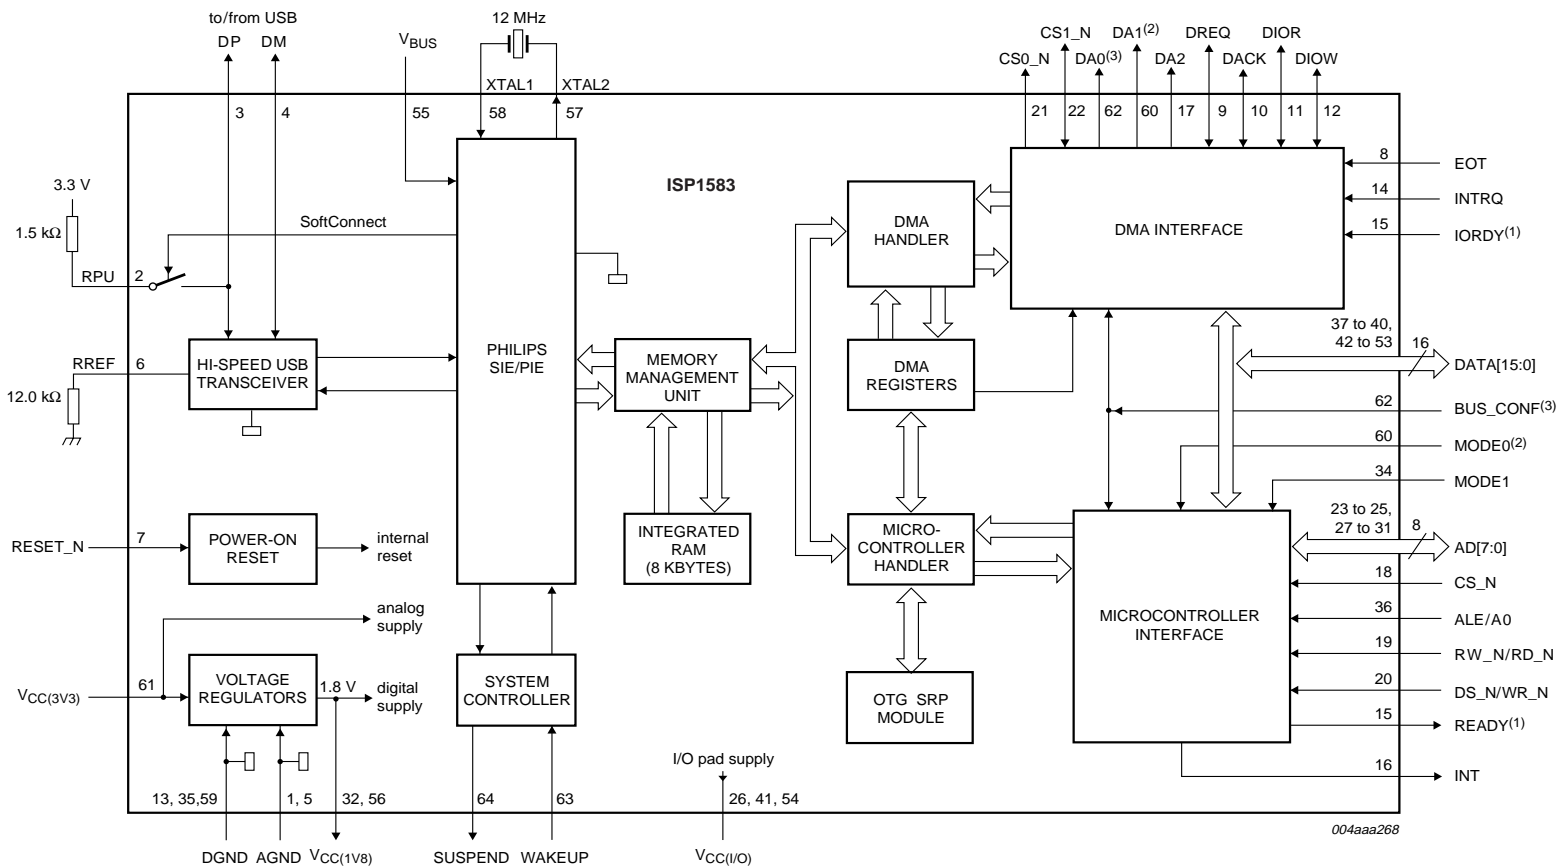 to/from USB
DP
DM
12 MHz
VBUS
XTAL1
XTAL2
3
4
55
58
57
CS0_N
CS1_N
DA0(3)
DA1(2)
DA2
DREQ
DACK
DIOR
DIOW
21
22
62
60
17
9
10
11
12
ISP1583
3.3 V
1.5 kΩ
RPU
2
SoftConnect
RREF
6
12.0 kΩ
HI-SPEED USB
TRANSCEIVER
PHILIPS
SIE/PIE
MEMORY
MANAGEMENT
UNIT
INTEGRATED
RAM
(8 KBYTES)
DMA
HANDLER
DMA
REGISTERS
MICRO-
CONTROLLER
HANDLER
OTG SRP
MODULE
DMA INTERFACE
8
EOT
14
INTRQ
15
IORDY(1)
37 to 40,
42 to 53
16
DATA[15:0]
62
BUS_CONF(3)
60
MODE0(2)
34
MODE1
23 to 25,
27 to 31
8
AD[7:0]
18
CS_N
36
ALE/A0
19
RW_N/RD_N
20
DS_N/WR_N
15
READY(1)
16
INT
MICROCONTROLLER
INTERFACE
RESET_N
7
POWER-ON
RESET
internal
reset
analog
supply
VCC(3V3)
61
VOLTAGE
REGULATORS
1.8 V
digital
supply
SYSTEM
CONTROLLER
I/O pad supply
13, 35,59
1, 5
32, 56
64
63
26, 41, 54
DGND
AGND
VCC(1V8)
SUSPEND
WAKEUP
VCC(I/O)
004aaa268